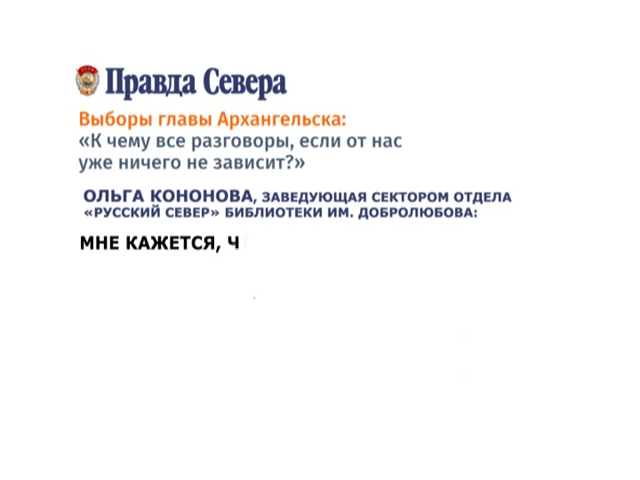 Правда Севера
Выборы главы Архангельска:
«К чему все разговоры, если от нас
уже ничего не зависит?»
ОЛЬГА КОНОНОВА, ЗАВЕДУЮЩАЯ СЕКТОРОМ ОТДЕЛА
«РУССКИЙ СЕВЕР» БИБЛИОТЕКИ ИМ. ДОБРОЛЮБОВА:
МНЕ КАЖЕТСЯ, Ч